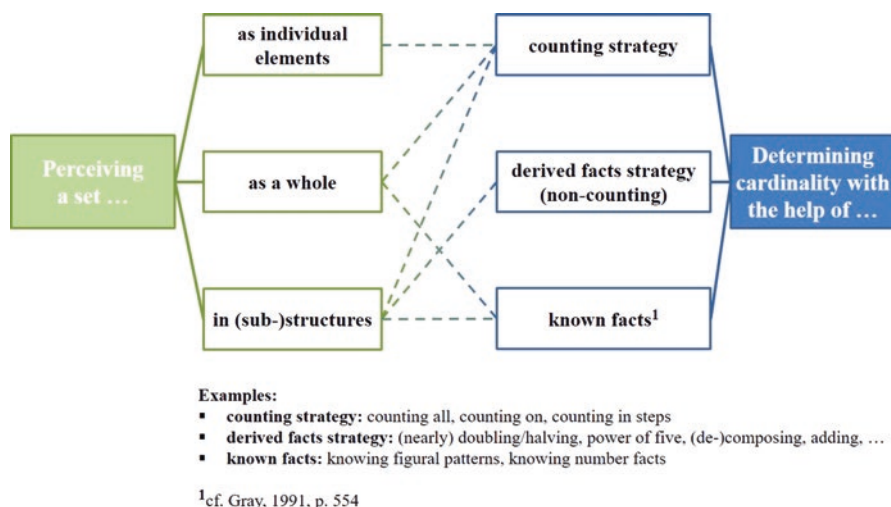 as individual
elements
counting strategy
Perceiving
a set …
as a whole
derived facts strategy
(non-counting)
Determining
cardinality with
the help of …
in (sub-)structures
known facts¹
Examples:
▪ counting strategy: counting all, counting on, counting in steps
▪ derived facts strategy: (nearly) doubling/halving, power of five, (de-)composing, adding, …
▪ known facts: knowing figural patterns, knowing number facts
¹cf. Gray, 1991, p. 554